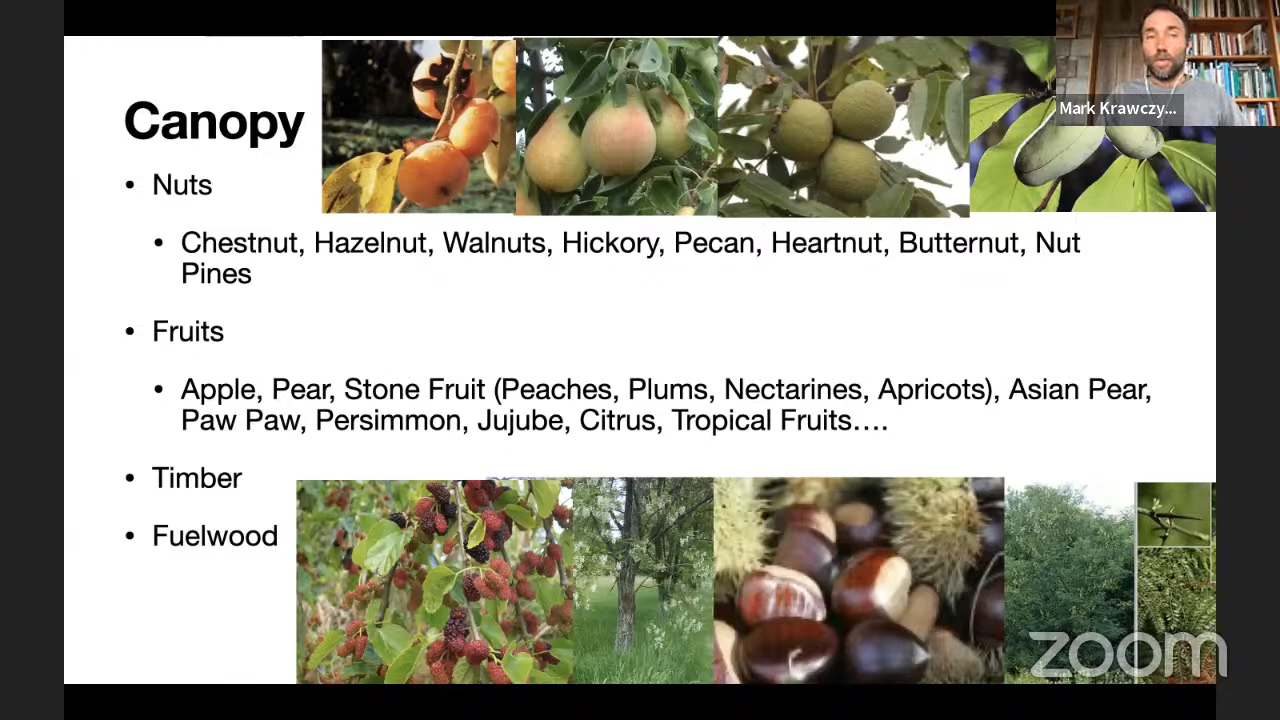 Mark Krawczy...
Canopy
• Nuts
• Chestnut, Hazelnut, Walnuts, Hickory, Pecan, Heartnut, Butternut, Nut
Pines
• Fruits
• Apple, Pear, Stone Fruit (Peaches, Plums, Nectarines, Apricots), Asian Pear,
Paw Paw, Persimmon, Jujube, Citrus, Tropical Fruits….
• Timber
• Fuelwood
zoom